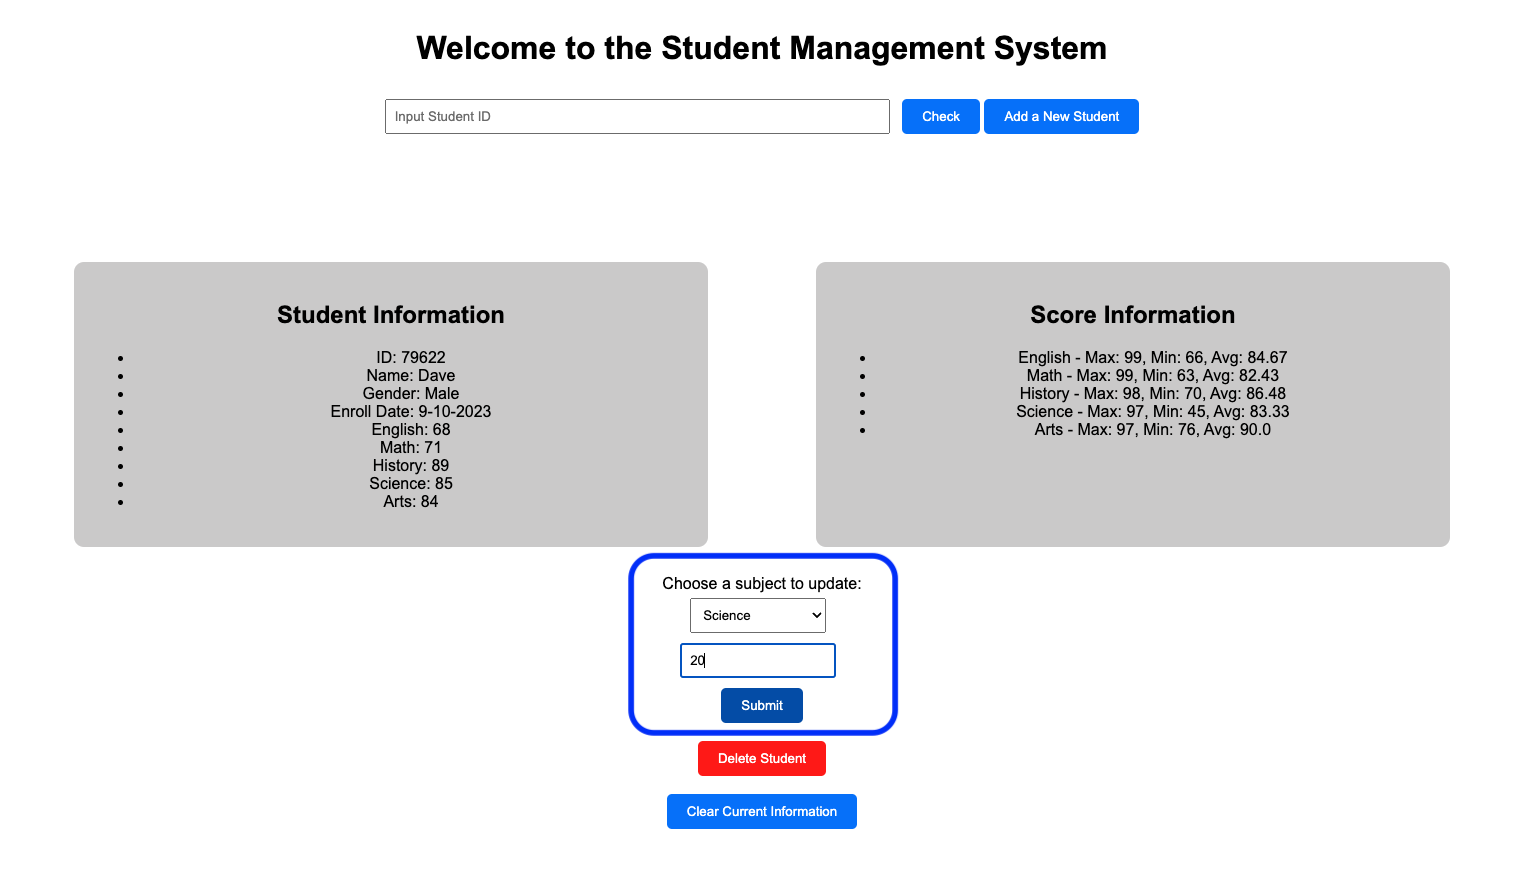 Welcome to the Student Management System
Input Student ID
Check
Add a New Student
Student Information
ID: 79622
Name: Dave
Gender: Male
Enroll Date: 9-10-2023
English: 68
Math: 71
History: 89
Science: 85
Arts: 84
Score Information
English - Max: 99, Min: 66, Avg: 84.67
Math - Max: 99, Min: 63, Avg: 82.43
History - Max: 98, Min: 70, Avg: 86.48
Science - Max: 97, Min: 45, Avg: 83.33
Arts - Max: 97, Min: 76, Avg: 90.0
Choose a subject to update:
Science
20
Submit
Delete Student
Clear Current Information